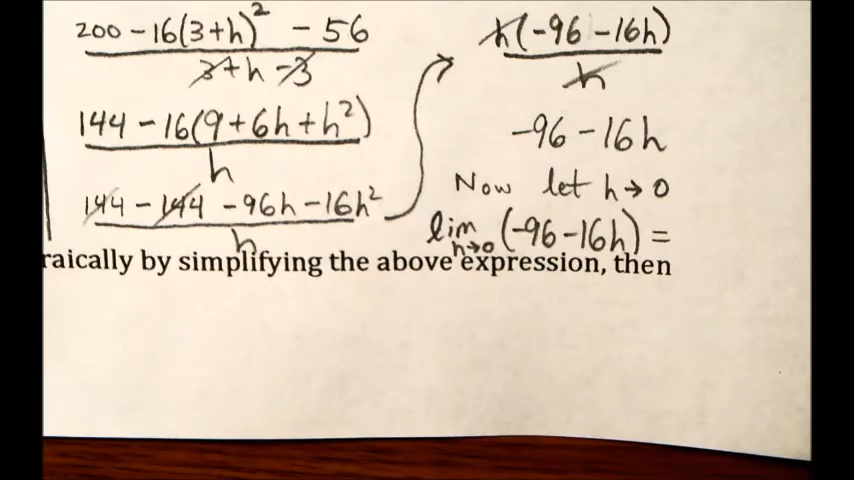 200 - 16(3+h)² - 56
3+h - 3
144 - 16(9 + 6h + h²)
h
144 - 144 - 96h - 16h²
h
h(-96 - 16h)
h
-96 - 16h
Now let h → 0
lim (-96 - 16h) =
h→0
raically by simplifying the above expression, then